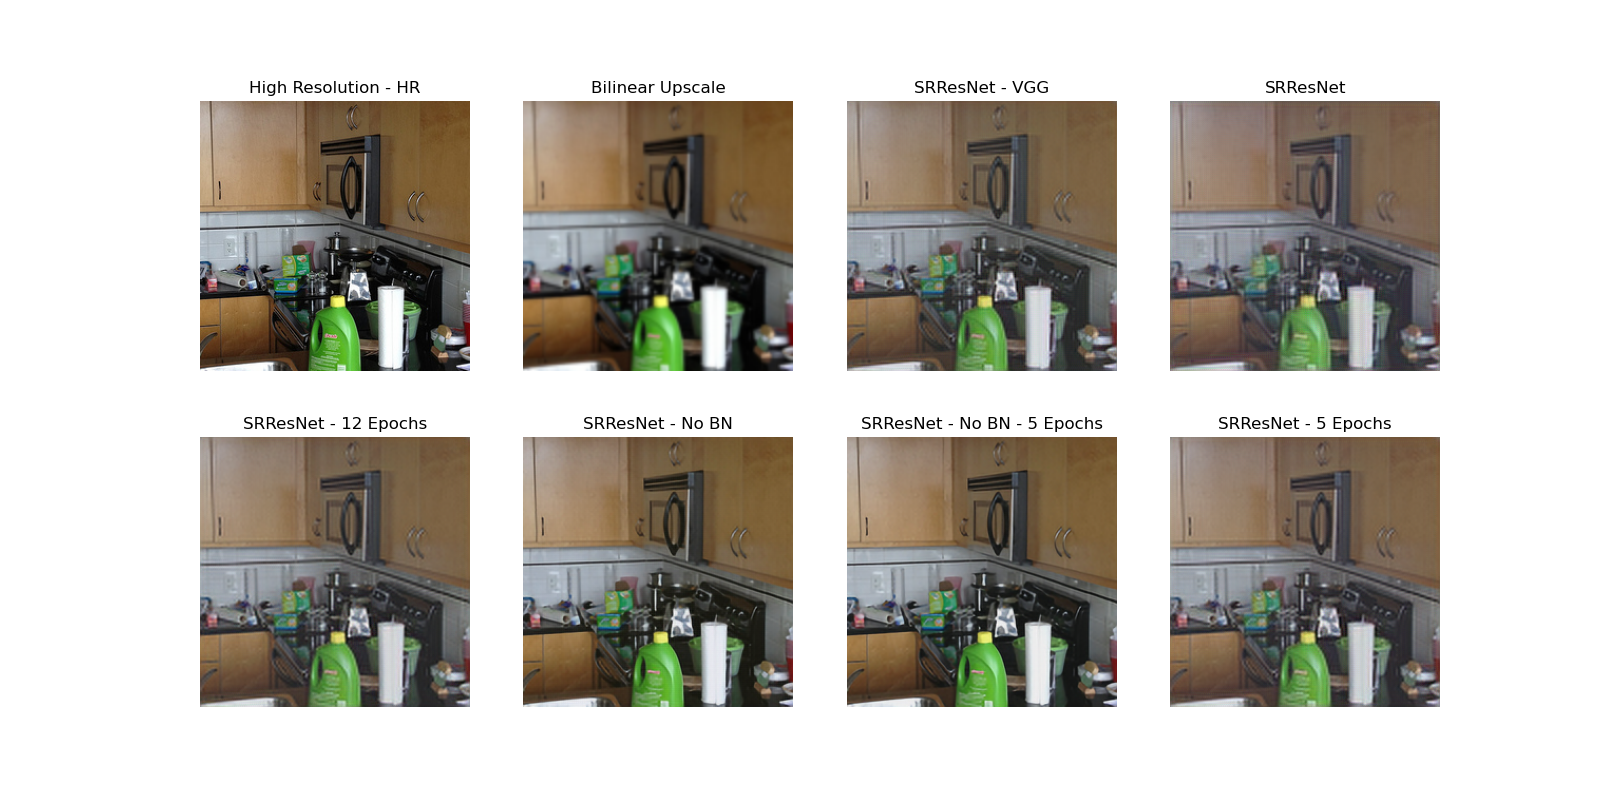 High Resolution - HR
Bilinear Upscale
SRResNet - VGG
SRResNet
SRResNet - 12 Epochs
SRResNet - No BN
SRResNet - No BN - 5 Epochs
SRResNet - 5 Epochs